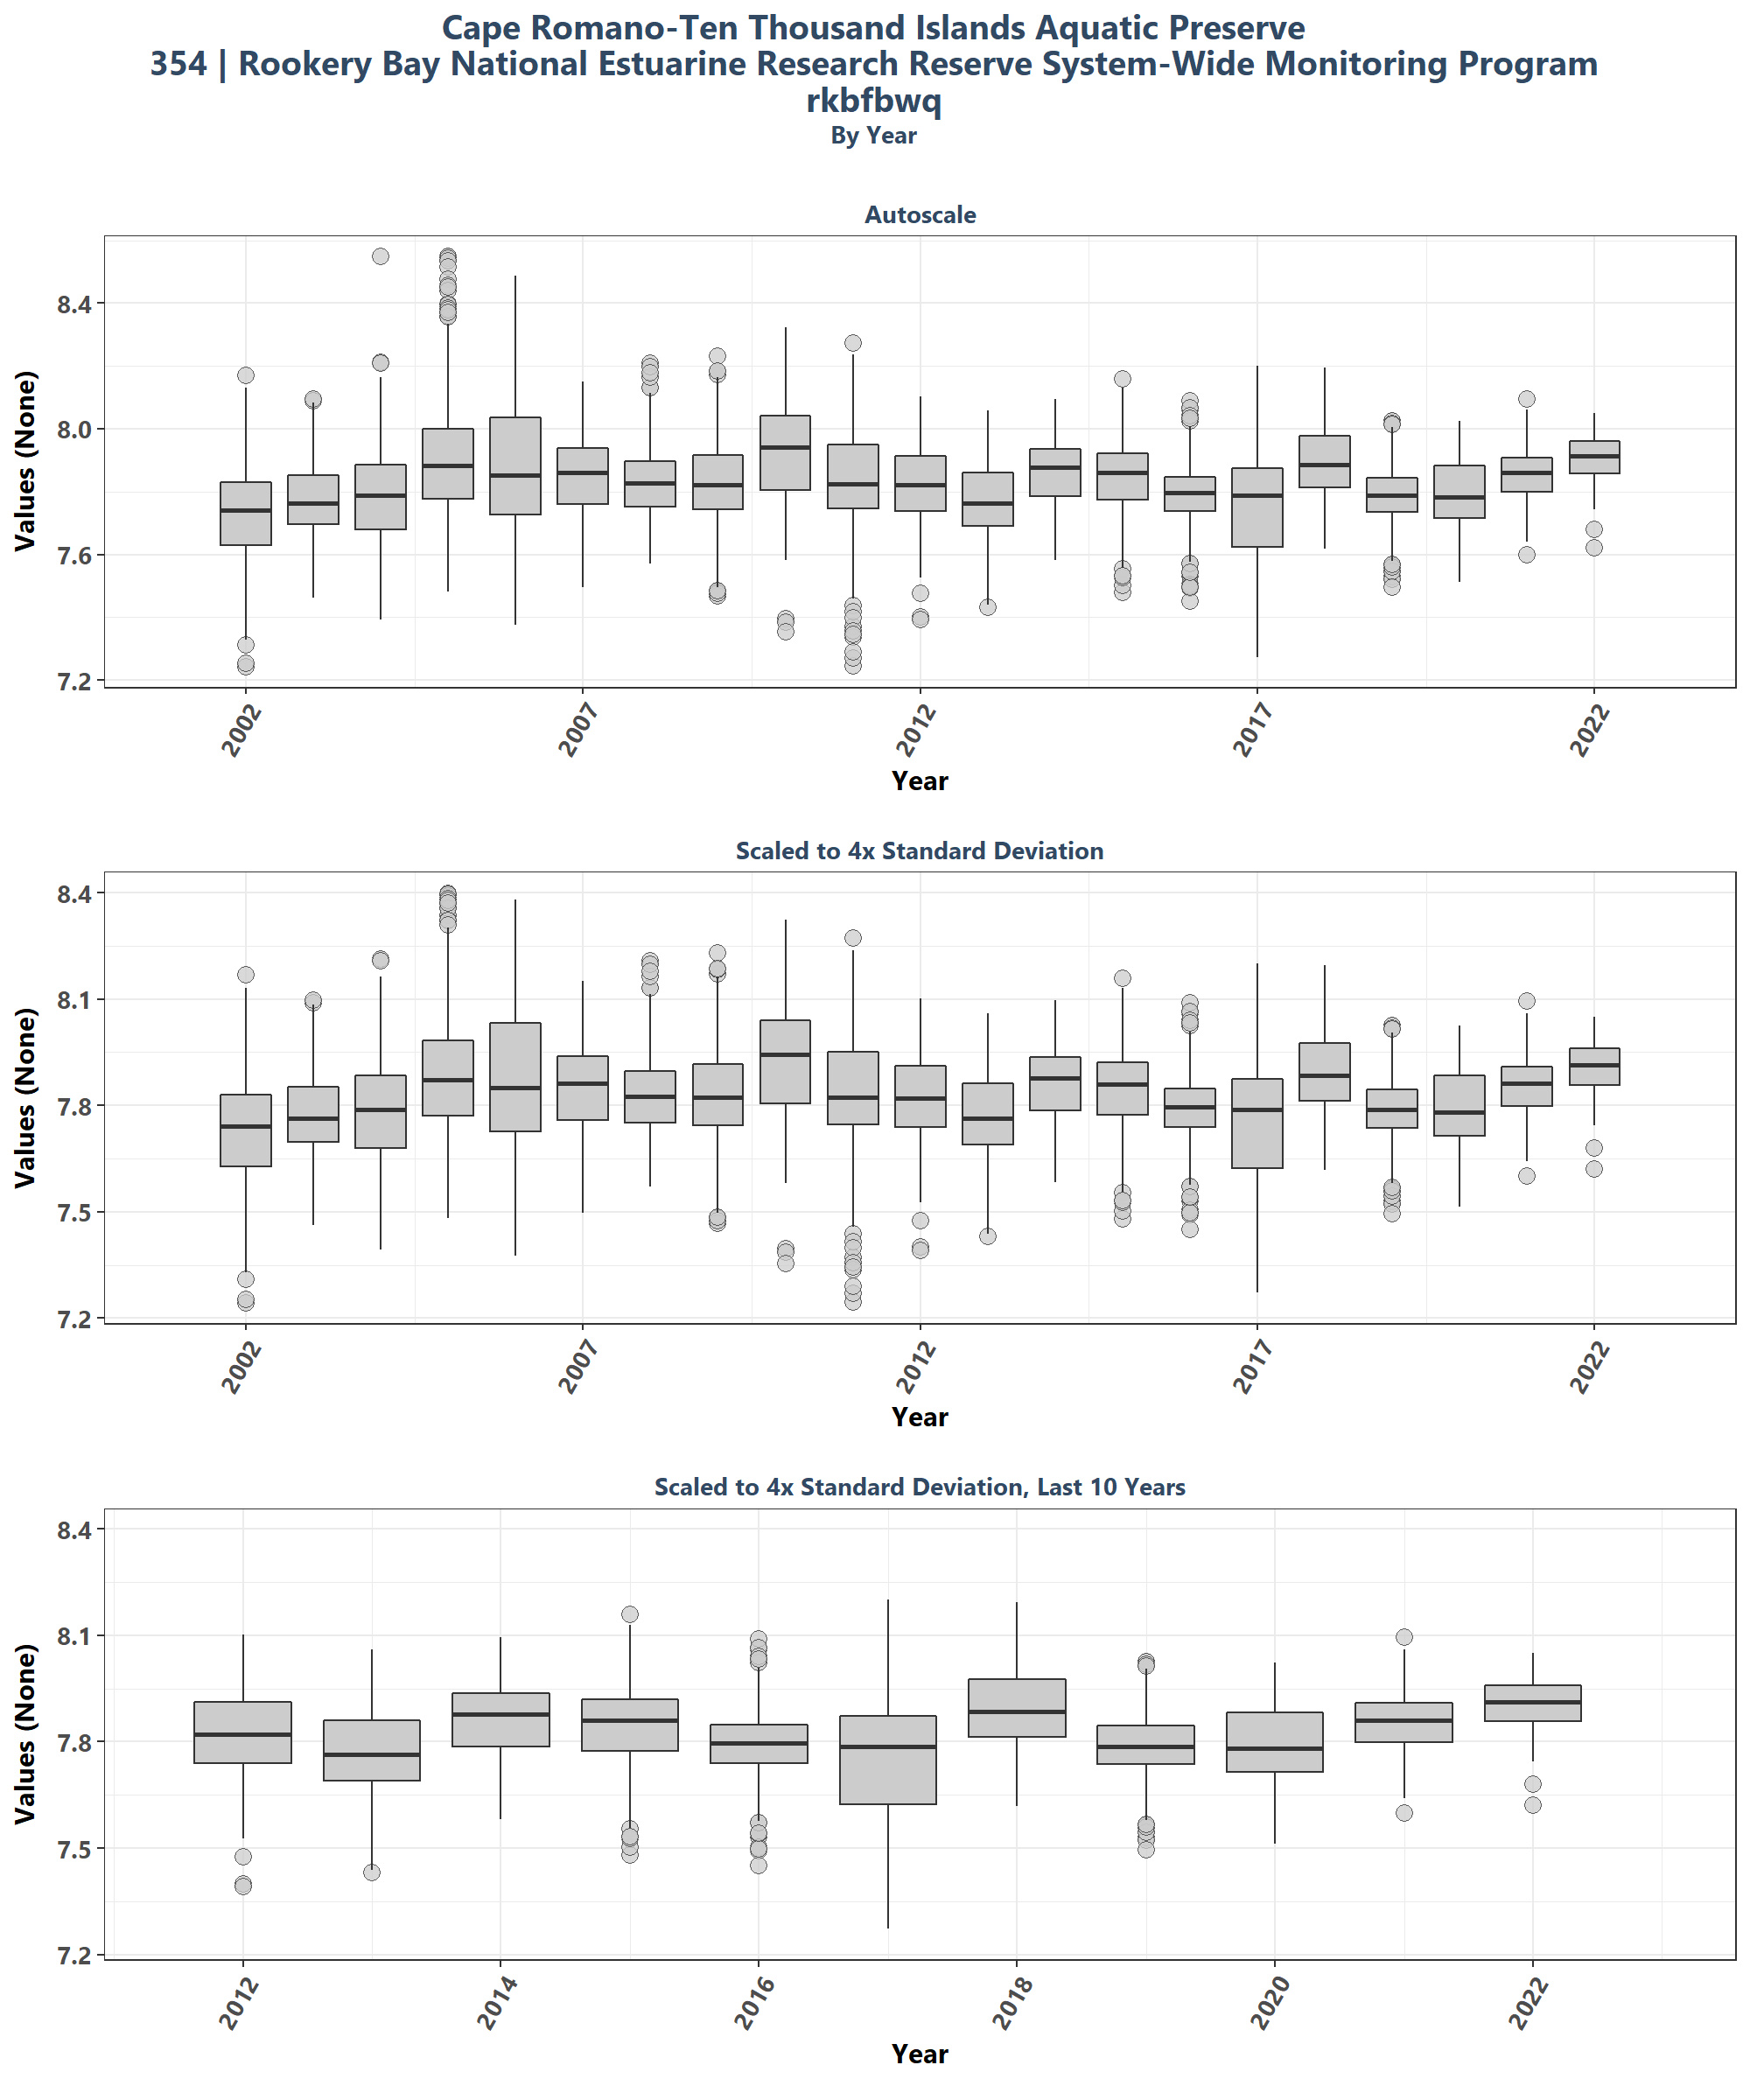 Cape Romano-Ten Thousand Islands Aquatic Preserve
354 | Rookery Bay National Estuarine Research Reserve System-Wide Monitoring Program
rkbfbwq
By Year
Autoscale
Values (None)
8.4
8.0
7.6
7.2
2002
2007
2012
2017
2022
Year
Scaled to 4x Standard Deviation
Values (None)
8.4
8.1
7.8
7.5
7.2
2002
2007
2012
2017
2022
Year
Scaled to 4x Standard Deviation, Last 10 Years
Values (None)
8.4
8.1
7.8
7.5
7.2
2012
2014
2016
2018
2020
2022
Year